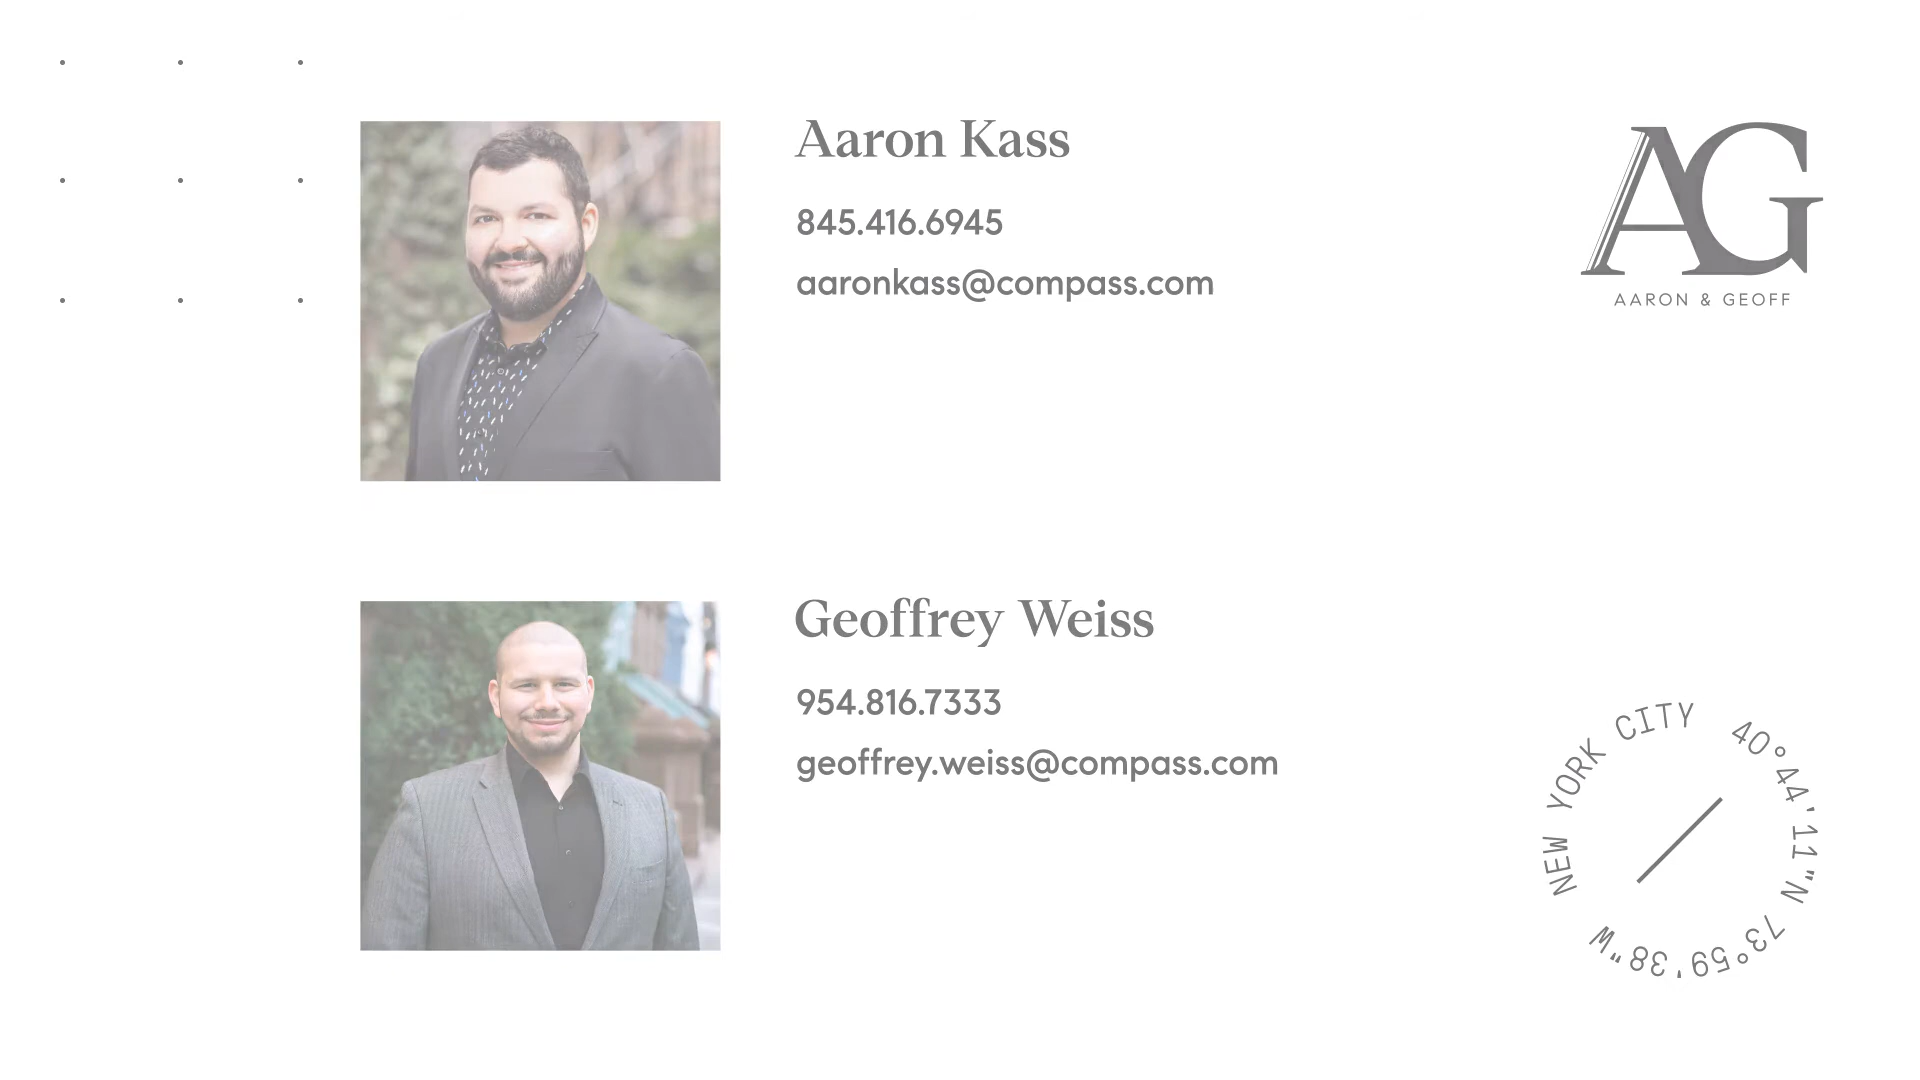 Aaron Kass
845.416.6945
aaronkass@compass.com
AG
AARON & GEOFF
Geoffrey Weiss
954.816.7333
geoffrey.weiss@compass.com
NEW YORK CITY
40°44'11"N
73°59'38"W